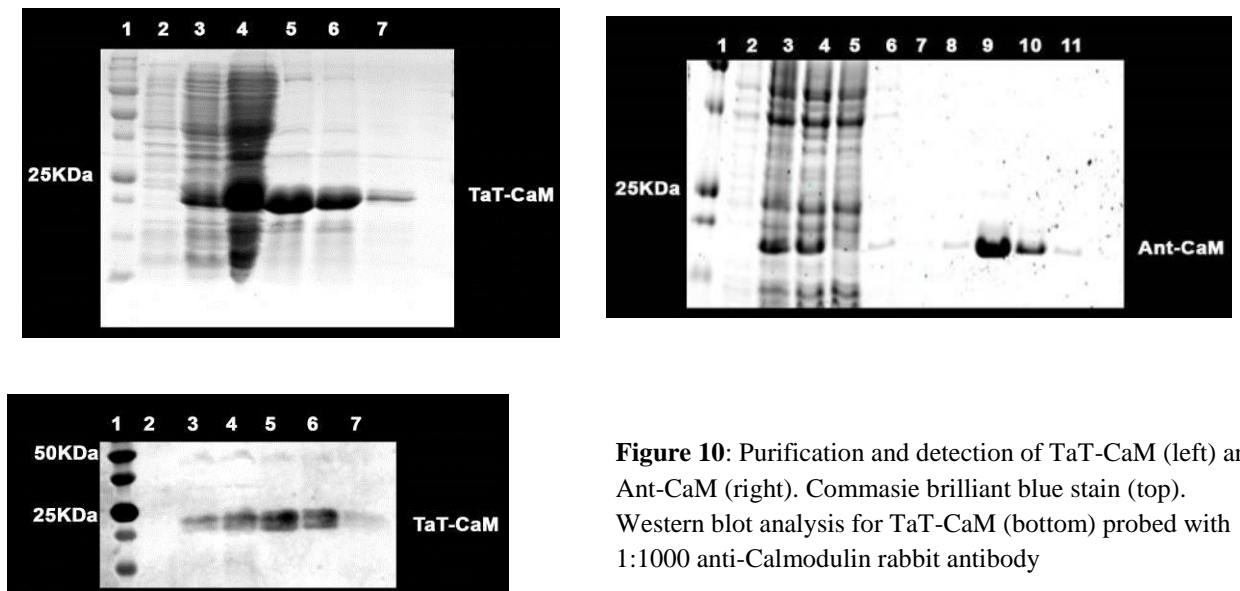 1 2 3 4 5 6 7
25KDa
TaT-CaM
1 2 3 4 5 6 7 8 9 10 11
25KDa
Ant-CaM
1 2 3 4 5 6 7
50KDa
25KDa
TaT-CaM
Figure 10: Purification and detection of TaT-CaM (left) an
Ant-CaM (right). Commasie brilliant blue stain (top).
Western blot analysis for TaT-CaM (bottom) probed with
1:1000 anti-Calmodulin rabbit antibody